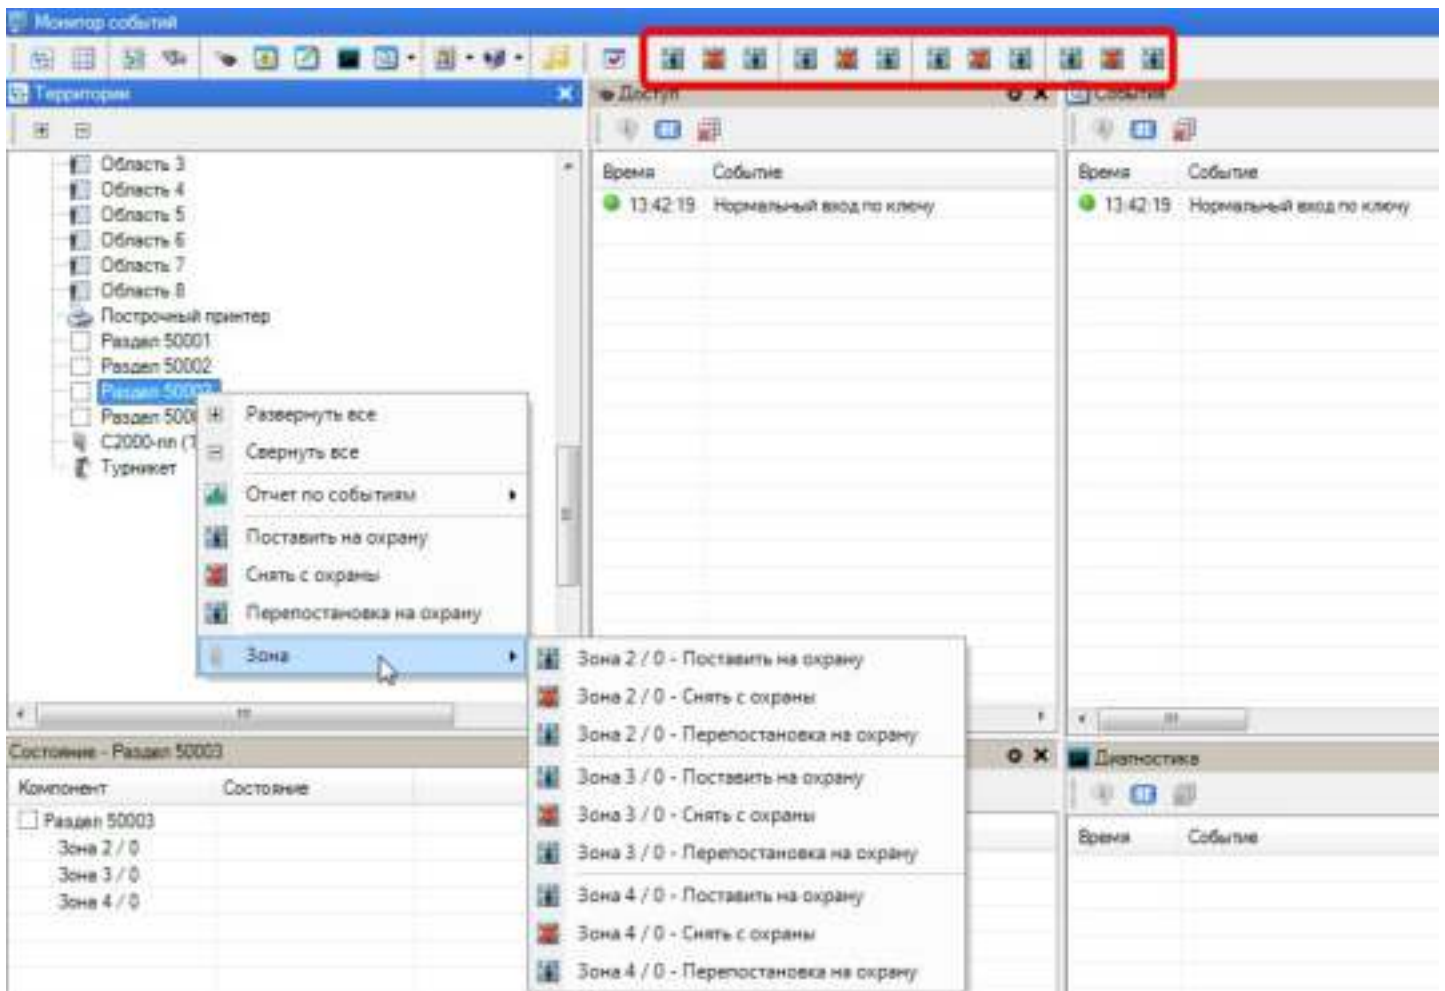 Монитор событий
Территории
Область 3
Область 4
Область 5
Область 6
Область 7
Область 8
Построчный принтер
Раздел 50001
Раздел 50002
Раздел 50003
Раздел 500
С2000-пп (
Турникет
Развернуть все
Свернуть все
Отчет по событиям
Поставить на охрану
Снять с охраны
Перепостановка на охрану
Зона
Зона 2 / 0 - Поставить на охрану
Зона 2 / 0 - Снять с охраны
Зона 2 / 0 - Перепостановка на охрану
Зона 3 / 0 - Поставить на охрану
Зона 3 / 0 - Снять с охраны
Зона 3 / 0 - Перепостановка на охрану
Зона 4 / 0 - Поставить на охрану
Зона 4 / 0 - Снять с охраны
Зона 4 / 0 - Перепостановка на охрану
Доступ
Время Событие
13:42:19 Нормальный вход по ключу
События
Время Событие
13:42:19 Нормальный вход по ключу
Состояние - Раздел 50003
Компонент Состояние
Раздел 50003
Зона 2 / 0
Зона 3 / 0
Зона 4 / 0
Диагностика
Время Событие